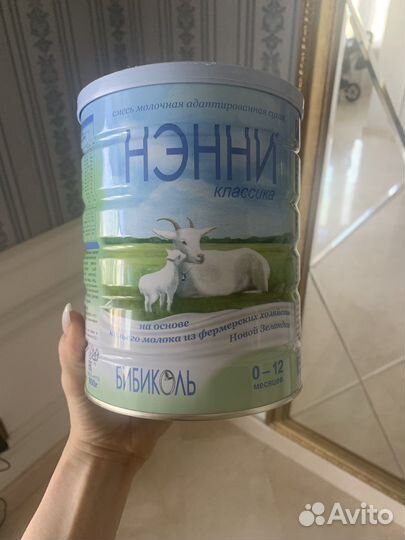 смесь молочная адаптированная сухая
НЭННИ
классика
на основе
козьего молока из фермерских хозяйств
Новой Зеландии
0–12
месяцев
БИБИКОЛЬ
Avito